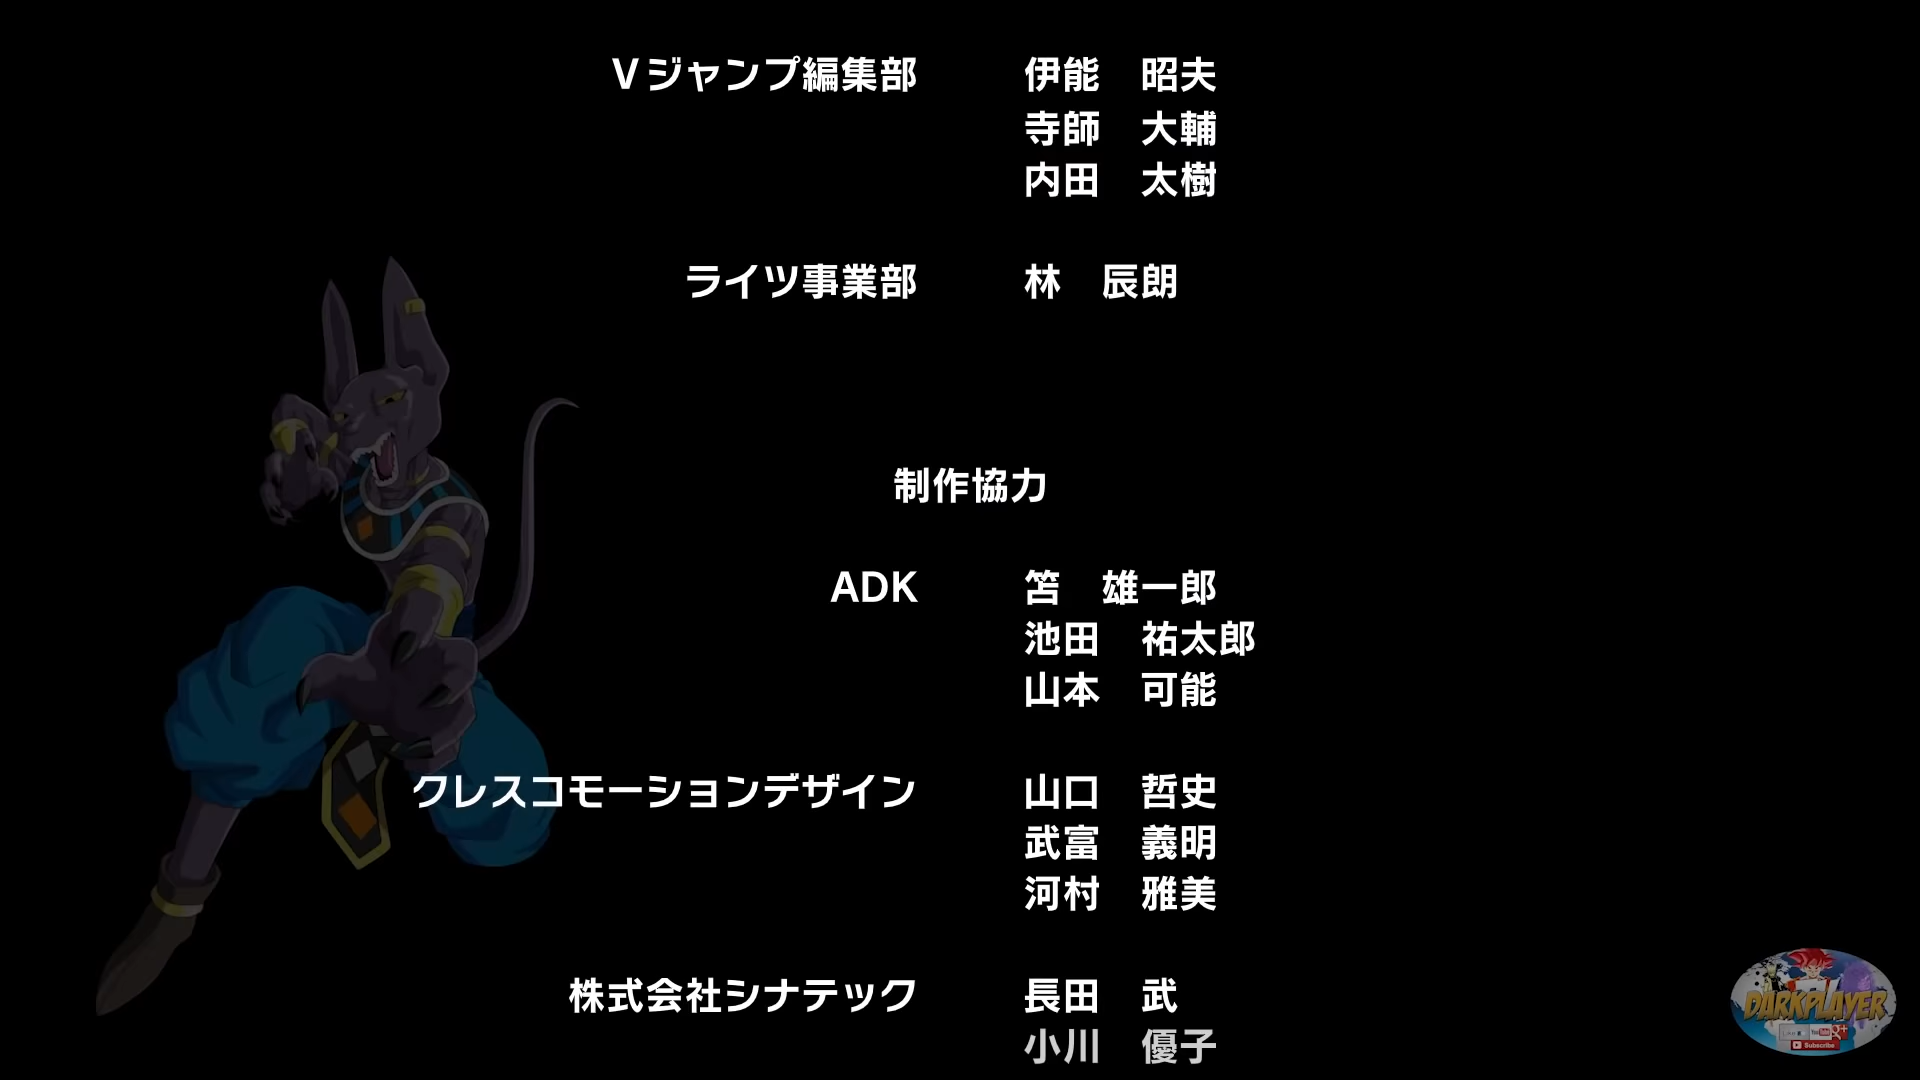 Vジャンプ編集部　伊能　昭夫
寺師　大輔
内田　太樹
ライツ事業部　林　辰朗
制作協力
ADK　笘　雄一郎
池田　祐太郎
山本　可能
クレスコモーションデザイン　山口　哲史
武富　義明
河村　雅美
株式会社シナテック　長田　武
小川　優子
DARKPLAYER
Subscribe